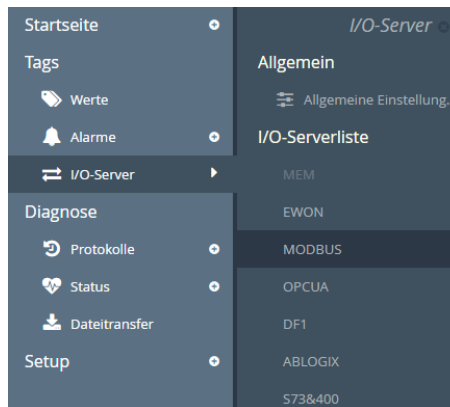 Startseite
Tags
Werte
Alarme
I/O-Server
Diagnose
Protokolle
Status
Dateitransfer
Setup
I/O-Server
Allgemein
Allgemeine Einstellung.
I/O-Serverliste
MEM
EWON
MODBUS
OPCUA
DF1
ABLOGIX
S73&400